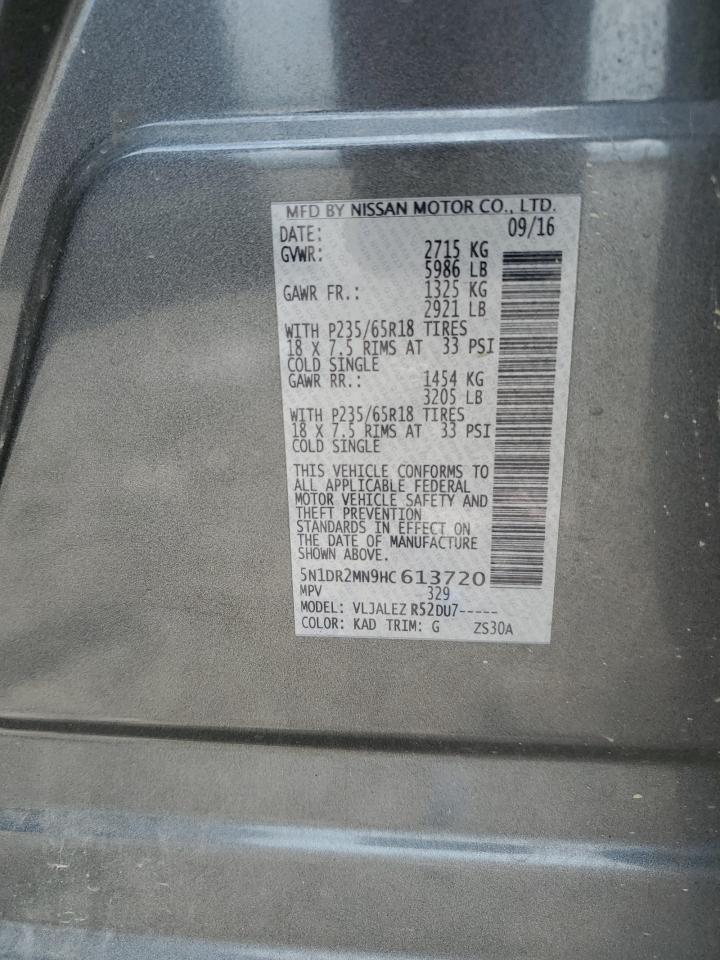 MFD BY NISSAN MOTOR CO., LTD.
DATE: 09/16
GVWR: 2715 KG
5986 LB
GAWR FR.: 1325 KG
2921 LB
WITH P235/65R18 TIRES
18 X 7.5 RIMS AT 33 PSI
COLD SINGLE
GAWR RR.: 1454 KG
3205 LB
WITH P235/65R18 TIRES
18 X 7.5 RIMS AT 33 PSI
COLD SINGLE
THIS VEHICLE CONFORMS TO
ALL APPLICABLE FEDERAL
MOTOR VEHICLE SAFETY AND
THEFT PREVENTION
STANDARDS IN EFFECT ON
THE DATE OF MANUFACTURE
SHOWN ABOVE.
5N1DR2MN9HC613720
MPV 329
MODEL: VLJALEZ R52DU7-----
COLOR: KAD TRIM: G ZS30A